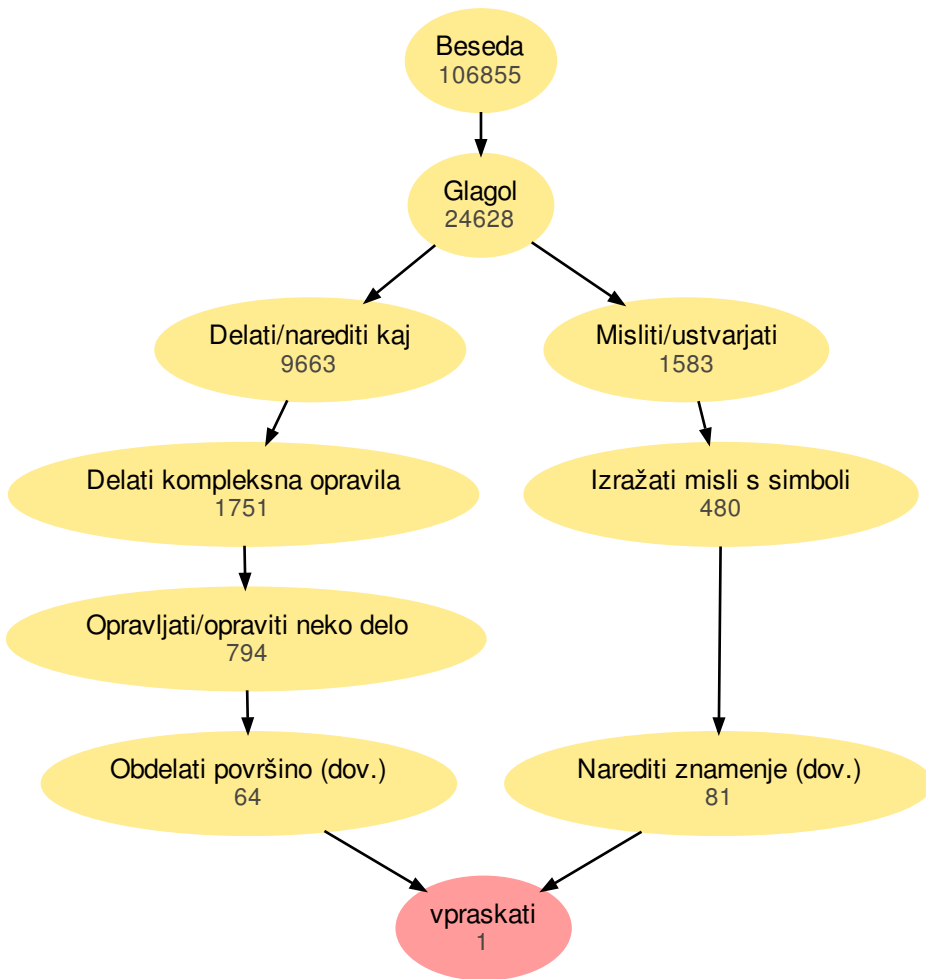 Beseda
106855
Glagol
24628
Delati/narediti kaj
9663
Misliti/ustvarjati
1583
Delati kompleksna opravila
1751
Izražati misli s simboli
480
Opravljati/opraviti neko delo
794
Obdelati površino (dov.)
64
Narediti znamenje (dov.)
81
vpraskati
1